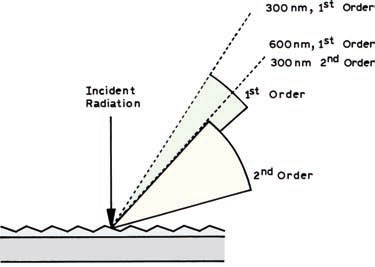 300 nm, 1st Order
600 nm, 1st Order
300 nm 2nd Order
Incident
Radiation
1st Order
2nd Order